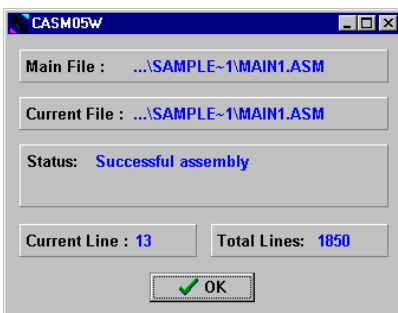 CASM05W
Main File : ...\SAMPLE~1\MAIN1.ASM
Current File : ...\SAMPLE~1\MAIN1.ASM
Status: Successful assembly
Current Line : 13 Total Lines: 1850
OK